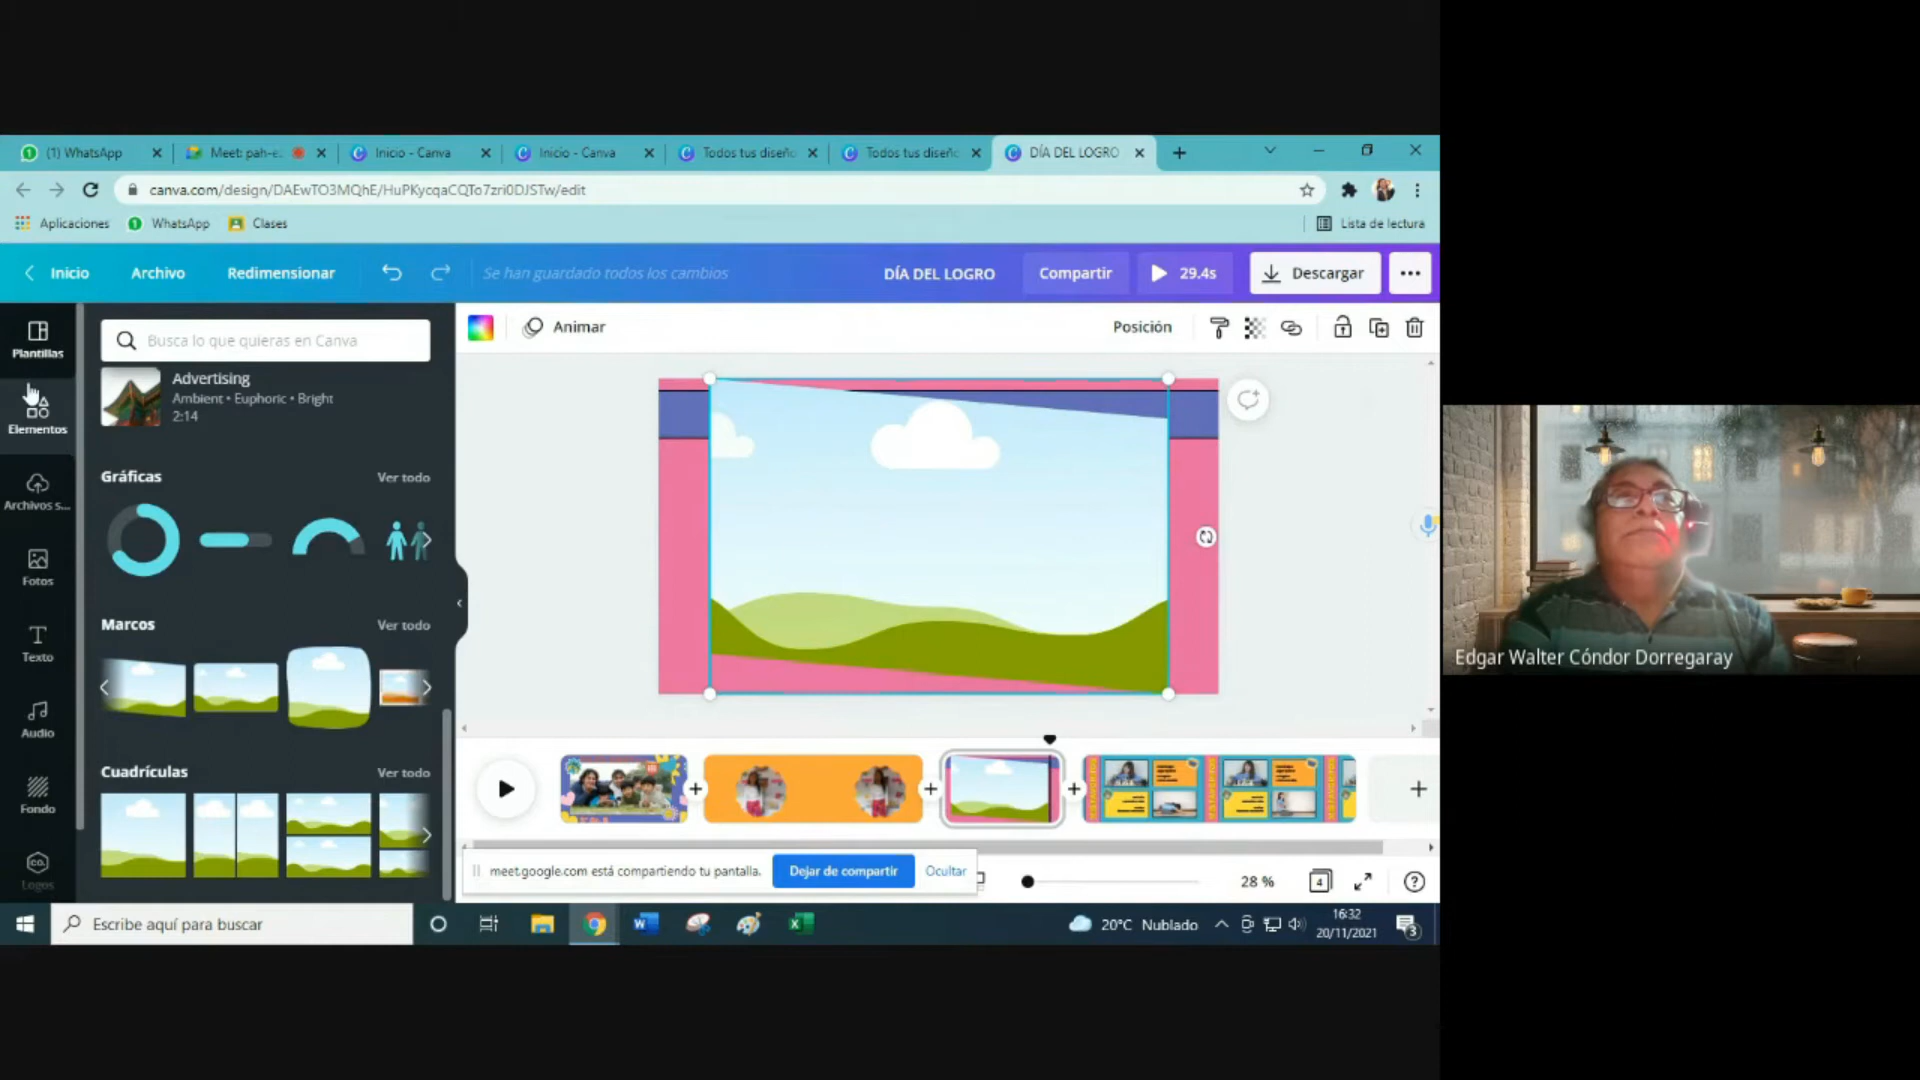 (1) WhatsApp
Meet: pah-e
Inicio - Canva
Inicio - Canva
Todos tus diseñ
Todos tus diseñ
DÍA DEL LOGRO
canva.com/design/DAEwTO3MQhE/HuPKycqaCQTo7zri0DJSTw/edit
Aplicaciones
WhatsApp
Clases
Lista de lectura
Inicio
Archivo
Redimensionar
Se han guardado todos los cambios
DÍA DEL LOGRO
Compartir
29.4s
Descargar
Plantillas
Elementos
Archivos s...
Fotos
Texto
Audio
Fondo
co.
Logos
Busca lo que quieras en Canva
Advertising
Ambient • Euphoric • Bright
2:14
Gráficas
Ver todo
Marcos
Ver todo
Cuadrículas
Ver todo
Animar
Posición
meet.google.com está compartiendo tu pantalla.
Dejar de compartir
Ocultar
28 %
4
Edgar Walter Cóndor Dorregaray
Escribe aquí para buscar
20°C Nublado
16:32
20/11/2021
3